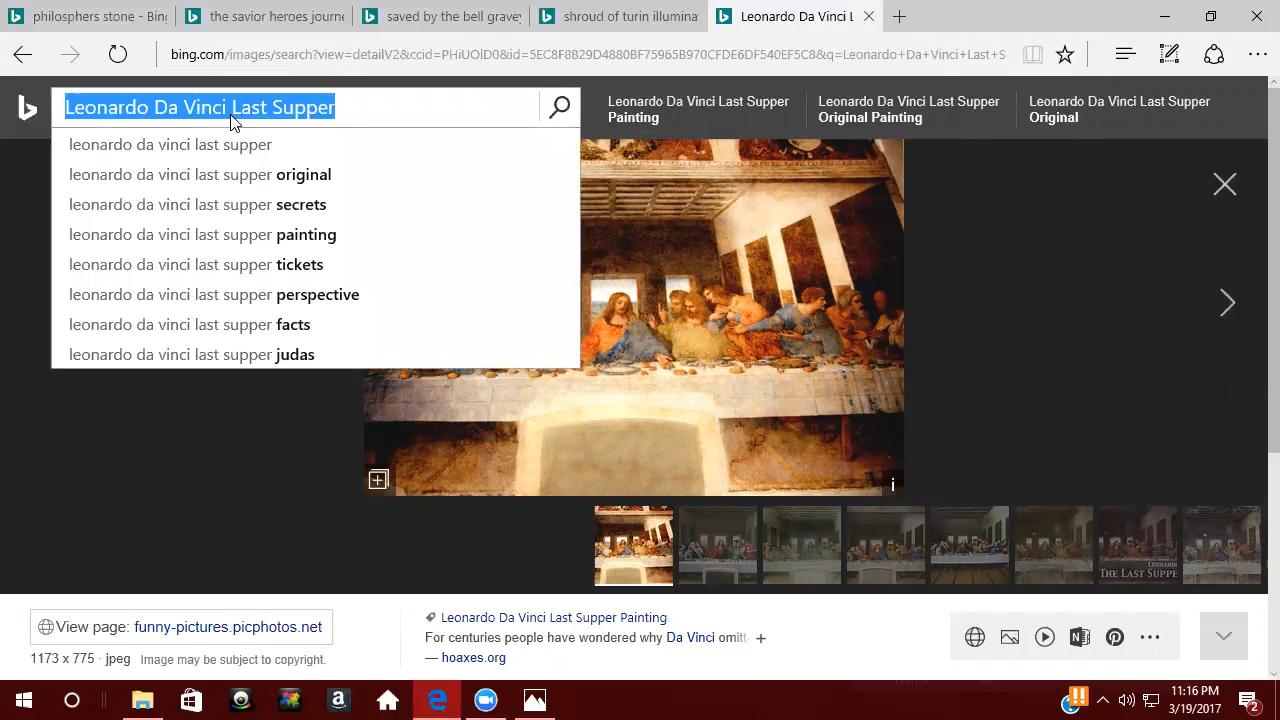 philosphers stone - Bing
the savior heroes journe
saved by the bell gravey
shroud of turin illumina
Leonardo Da Vinci L
bing.com/images/search?view=detailV2&ccid=PHiUOlD0&id=5EC8F8B29D4880BF75965B970CFDE6DF540EF5C8&q=Leonardo+Da+Vinci+Last+S
Leonardo Da Vinci Last Supper
Leonardo Da Vinci Last Supper
Painting
Leonardo Da Vinci Last Supper
Original Painting
Leonardo Da Vinci Last Supper
Original
leonardo da vinci last supper
leonardo da vinci last supper original
leonardo da vinci last supper secrets
leonardo da vinci last supper painting
leonardo da vinci last supper tickets
leonardo da vinci last supper perspective
leonardo da vinci last supper facts
leonardo da vinci last supper judas
LEONARDO
THE LAST SUPPE
View page: funny-pictures.picphotos.net
1173 x 775 · jpeg Image may be subject to copyright.
Leonardo Da Vinci Last Supper Painting
For centuries people have wondered why Da Vinci omitt
— hoaxes.org
11:16 PM
3/19/2017
2